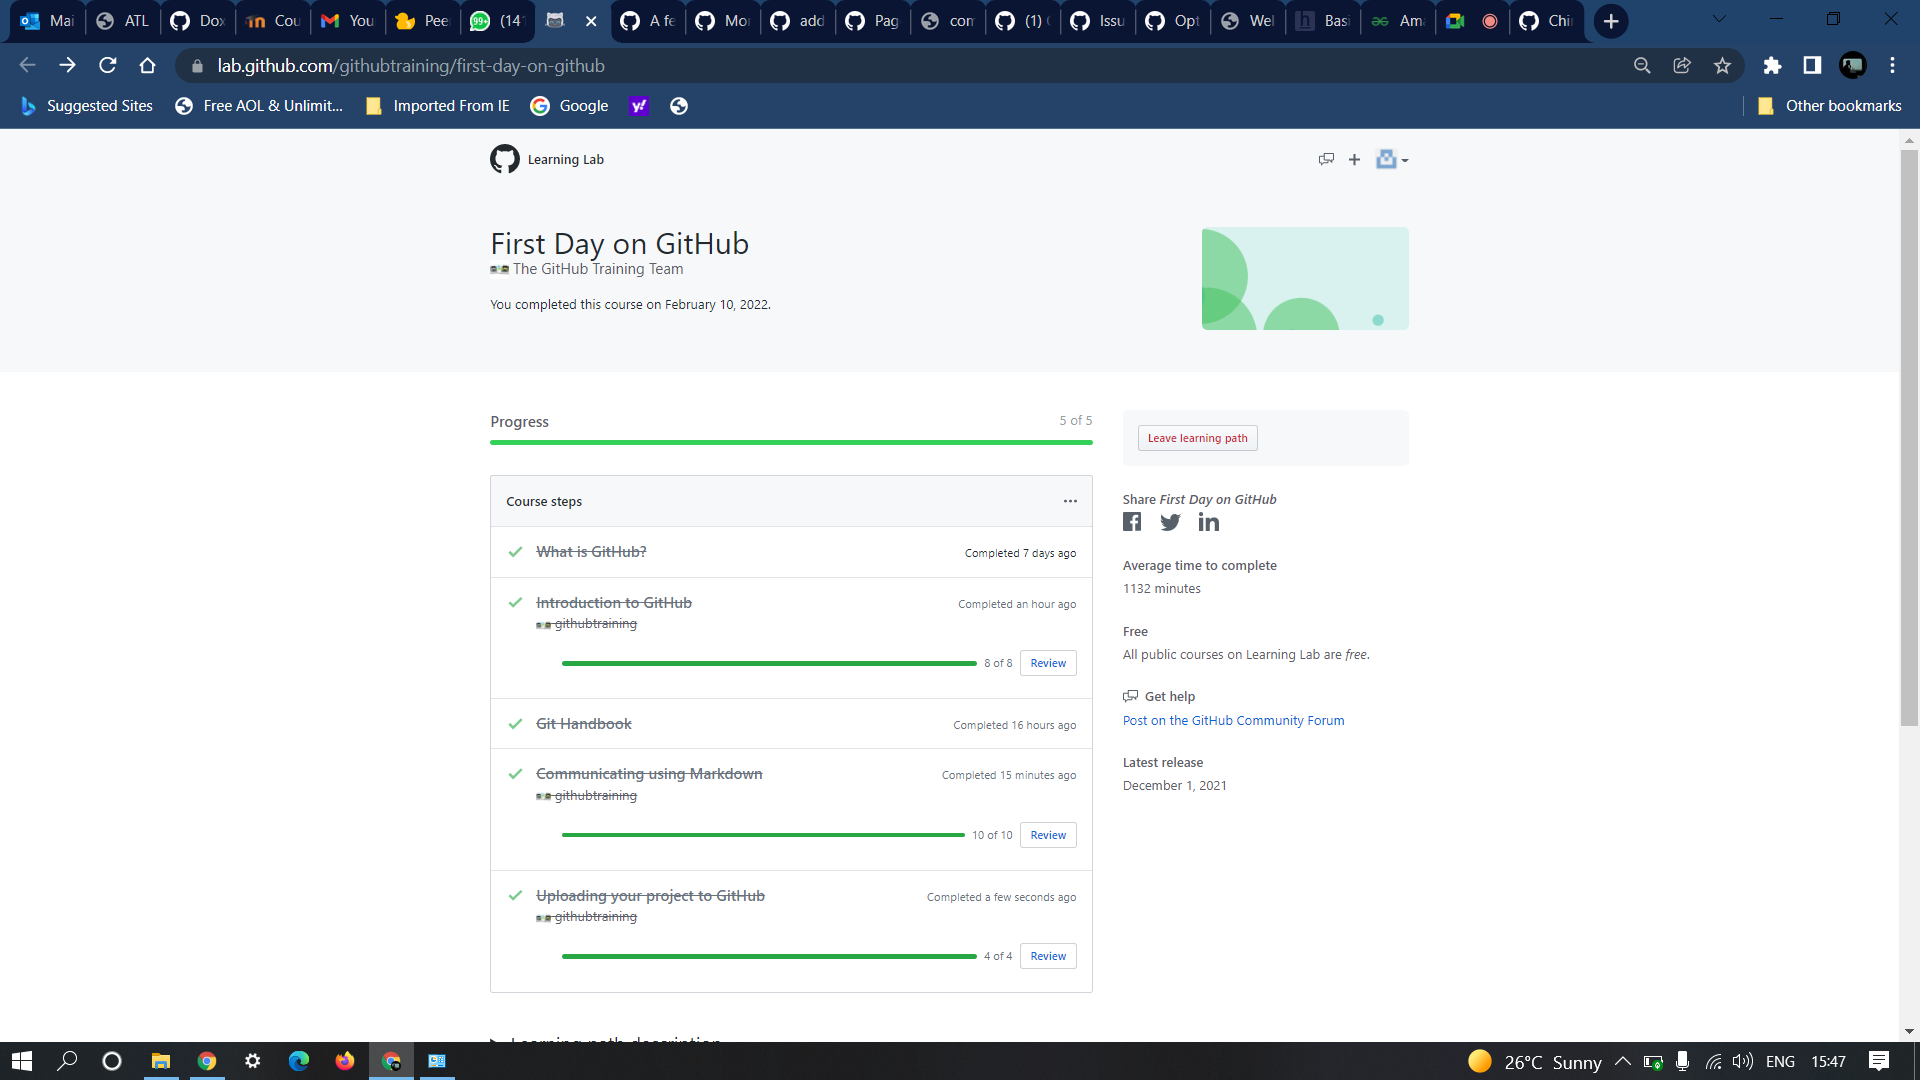 Mai
ATL
Dox
Cou
You
Pee
(14
A fe
Mor
add
Pag
com
(1)
Issu
Opt
Wel
Basi
Ama
Chi
lab.github.com/githubtraining/first-day-on-github
Suggested Sites
Free AOL & Unlimit...
Imported From IE
Google
Other bookmarks
Learning Lab
First Day on GitHub
The GitHub Training Team
You completed this course on February 10, 2022.
Progress
5 of 5
Leave learning path
Course steps
Share First Day on GitHub
What is GitHub?
Completed 7 days ago
Average time to complete
1132 minutes
Introduction to GitHub
Completed an hour ago
githubtraining
Free
All public courses on Learning Lab are free.
8 of 8
Review
Get help
Post on the GitHub Community Forum
Git Handbook
Completed 16 hours ago
Latest release
December 1, 2021
Communicating using Markdown
Completed 15 minutes ago
githubtraining
10 of 10
Review
Uploading your project to GitHub
Completed a few seconds ago
githubtraining
4 of 4
Review
Learning path description
26°C Sunny
ENG
15:47